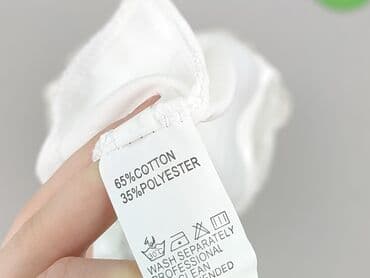 65%COTTON
35%POLYESTER
WASH SEPARATELY
PROFESSIONAL